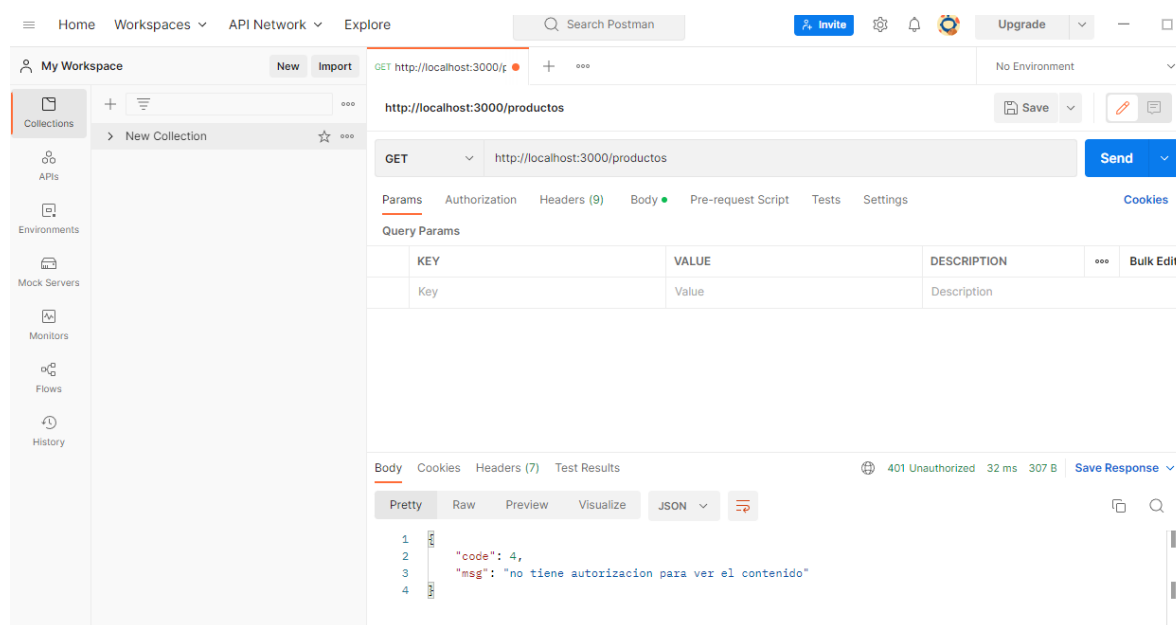 Home Workspaces API Network Explore Search Postman Invite Upgrade
My Workspace New Import GET http://localhost:3000/p No Environment
Collections
New Collection
APIs
Environments
Mock Servers
Monitors
Flows
History
http://localhost:3000/productos Save
GET http://localhost:3000/productos Send
Params Authorization Headers (9) Body Pre-request Script Tests Settings Cookies
Query Params
KEY VALUE DESCRIPTION Bulk Edit
Key Value Description
Body Cookies Headers (7) Test Results 401 Unauthorized 32 ms 307 B Save Response
Pretty Raw Preview Visualize JSON
1 {
2 "code": 4,
3 "msg": "no tiene autorizacion para ver el contenido"
4 }